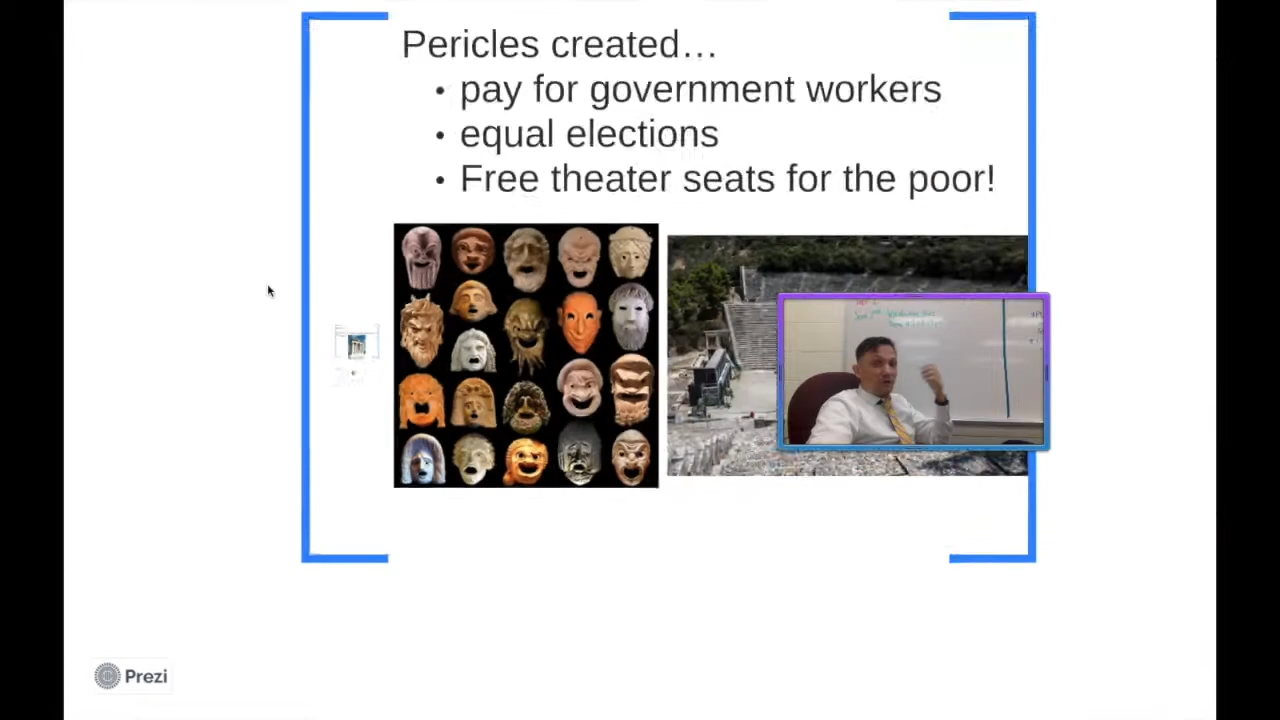 Pericles created…
• pay for government workers
• equal elections
• Free theater seats for the poor!
Prezi